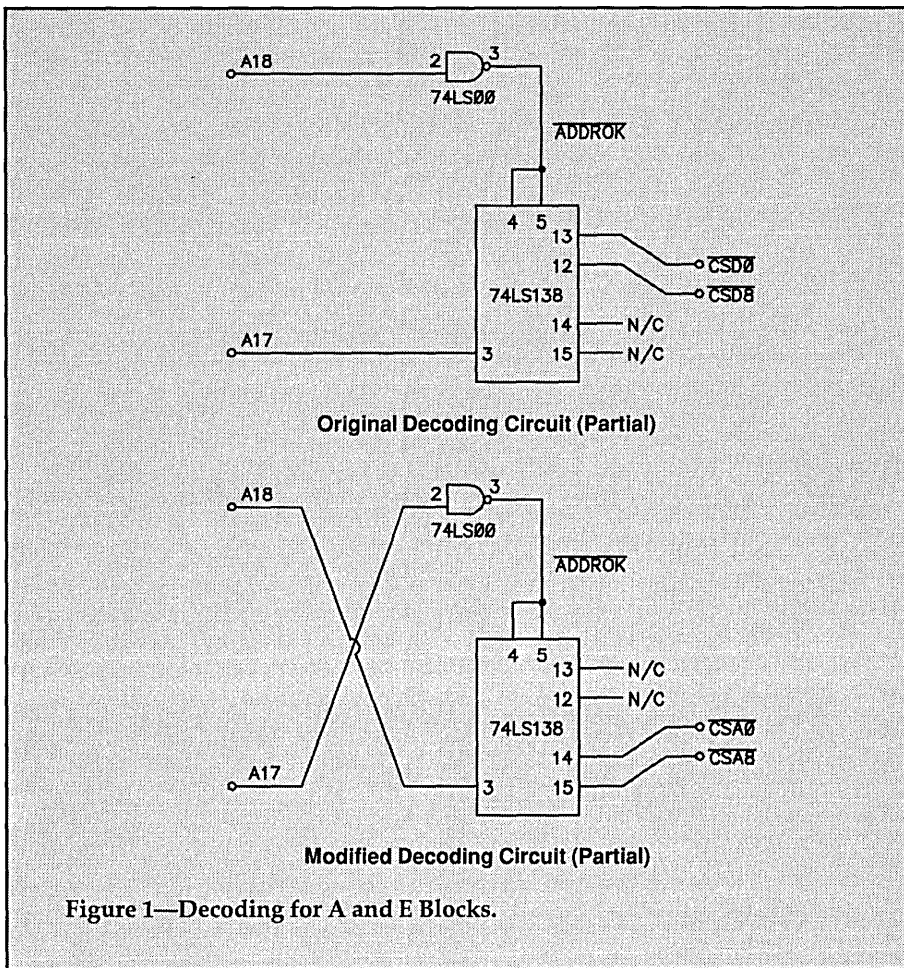 A18
2
3
74LS00
ADDROK
4 5
13
CSD0
12
CSD8
74LS138
14
N/C
A17
3
15
N/C
Original Decoding Circuit (Partial)
A18
2
3
74LS00
ADDROK
4 5
13
N/C
12
N/C
74LS138
CSA0
14
CSA8
A17
3
15
Modified Decoding Circuit (Partial)
Figure 1—Decoding for A and E Blocks.